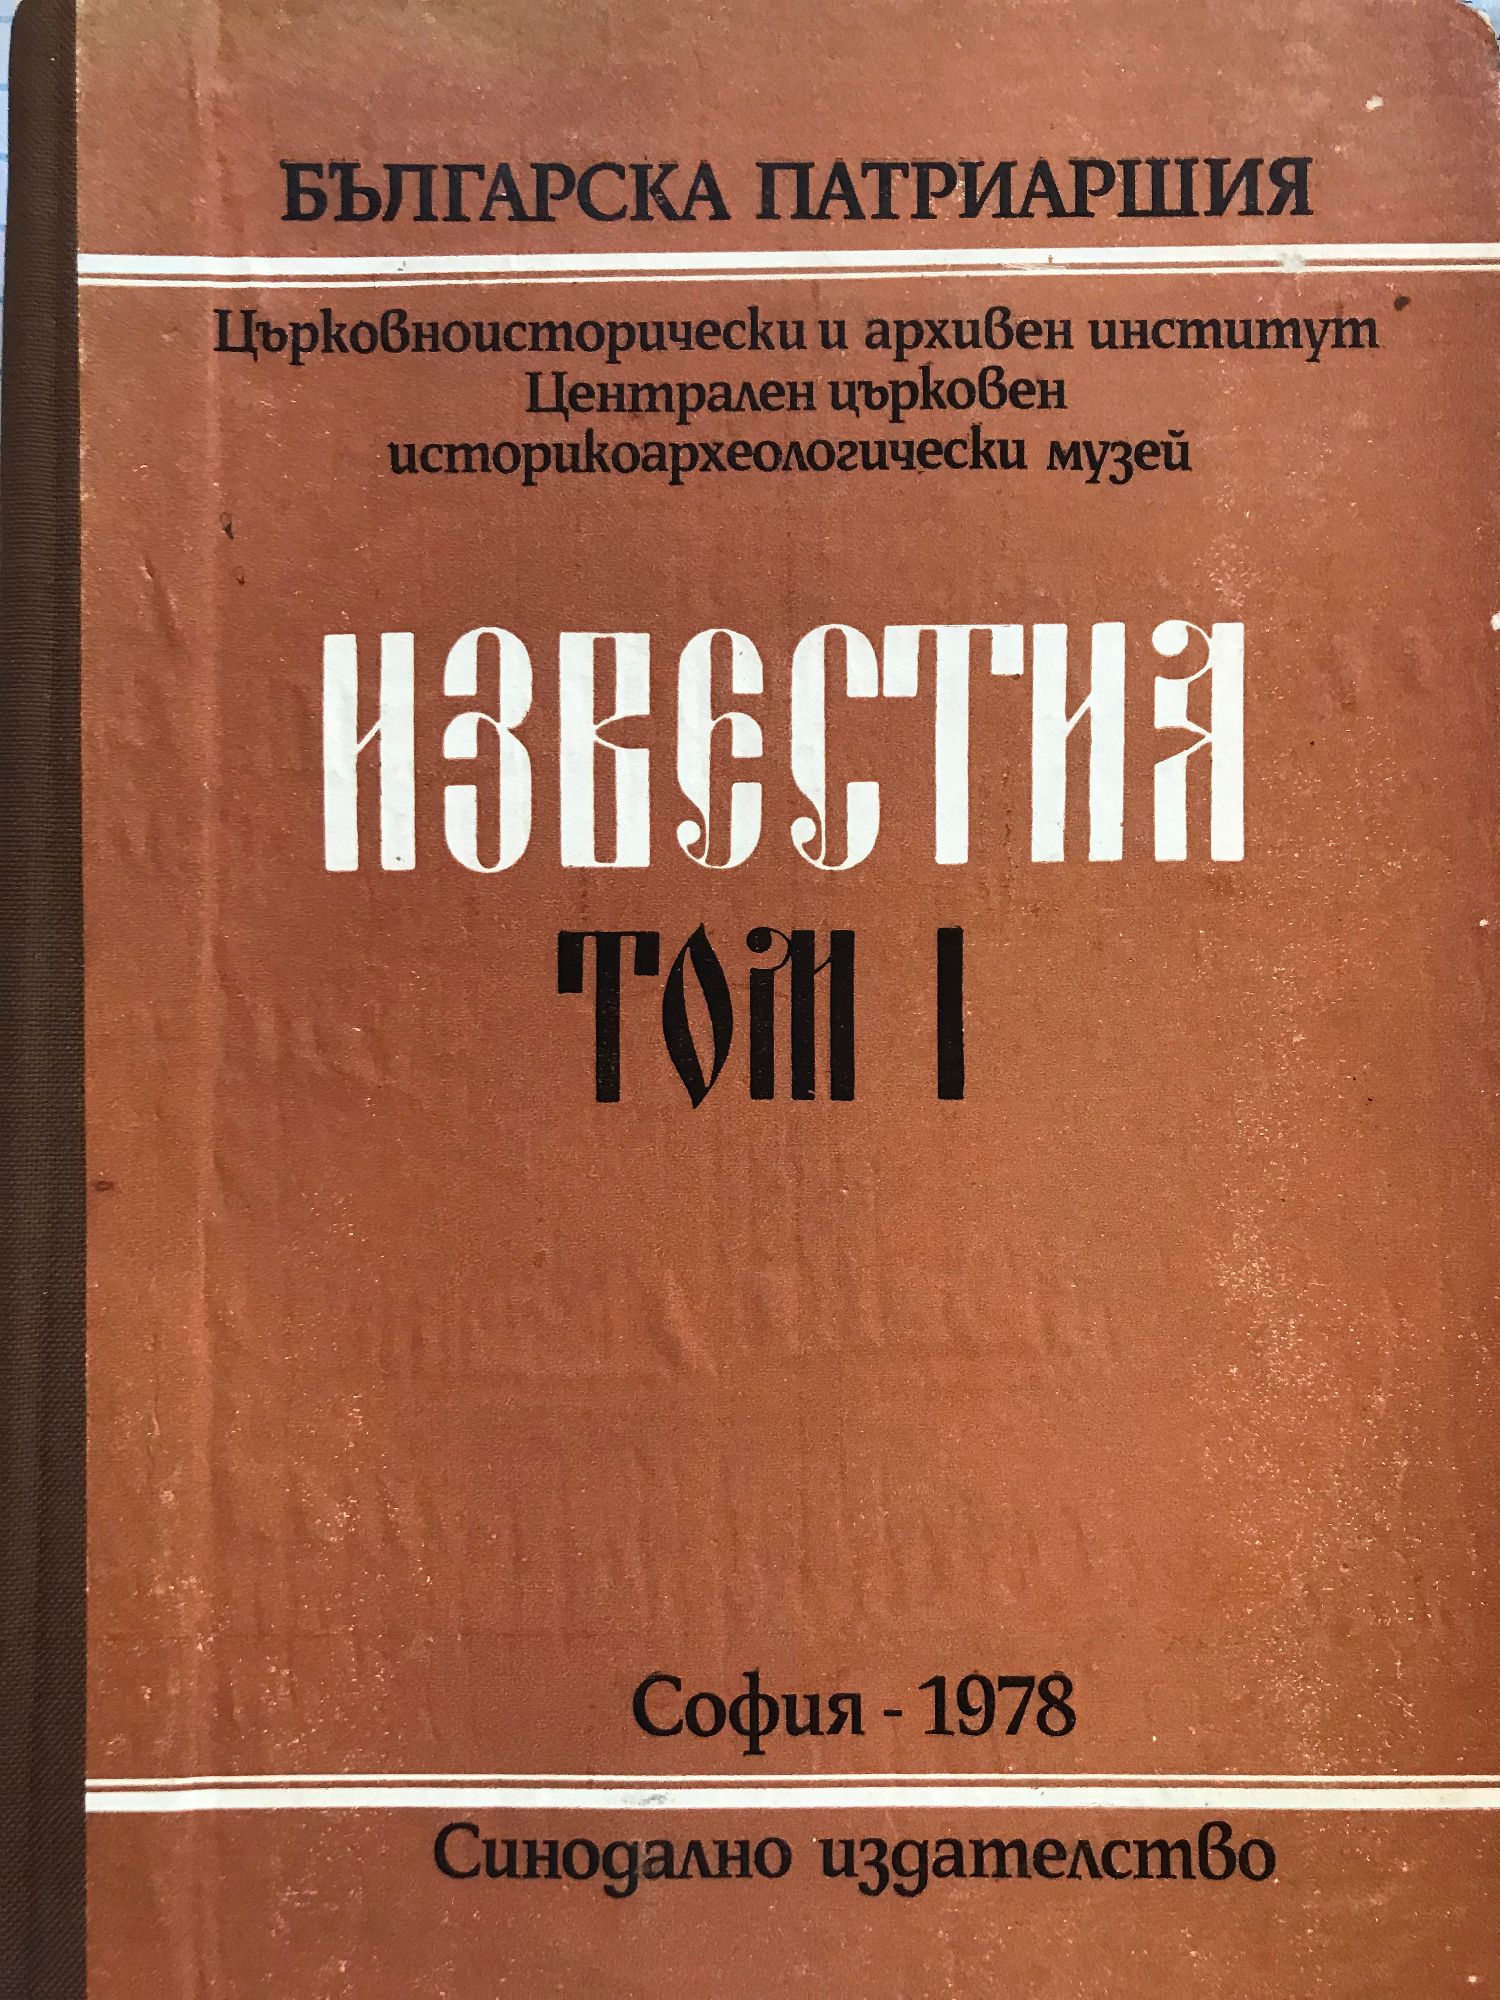 БЪЛГАРСКА ПАТРИАРШИЯ
Църковноисторически и архивен институт
Централен църковен
историкоархеологически музей
ИЗВЕСТИЯ
ТОМ I
София - 1978
Синодално издателство